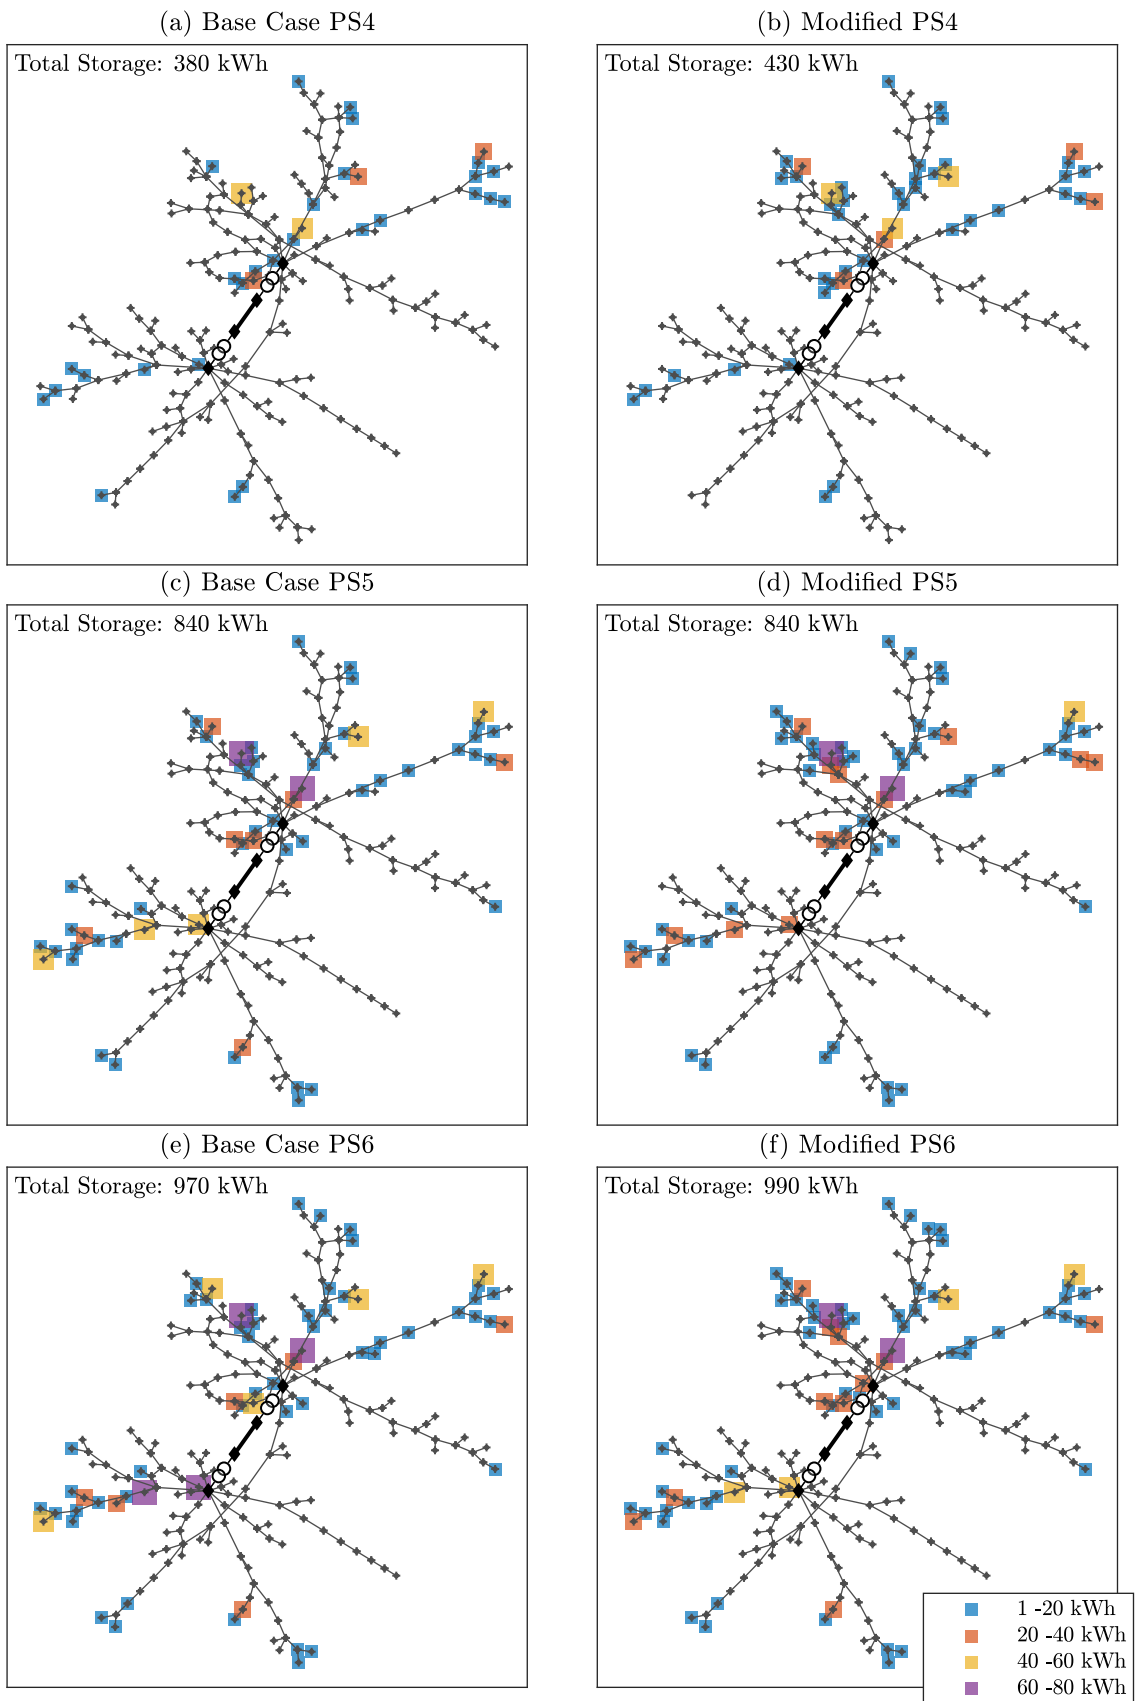 (a) Base Case PS4
Total Storage: 380 kWh
(b) Modified PS4
Total Storage: 430 kWh
(c) Base Case PS5
Total Storage: 840 kWh
(d) Modified PS5
Total Storage: 840 kWh
(e) Base Case PS6
Total Storage: 970 kWh
(f) Modified PS6
Total Storage: 990 kWh
1 -20 kWh
20 -40 kWh
40 -60 kWh
60 -80 kWh